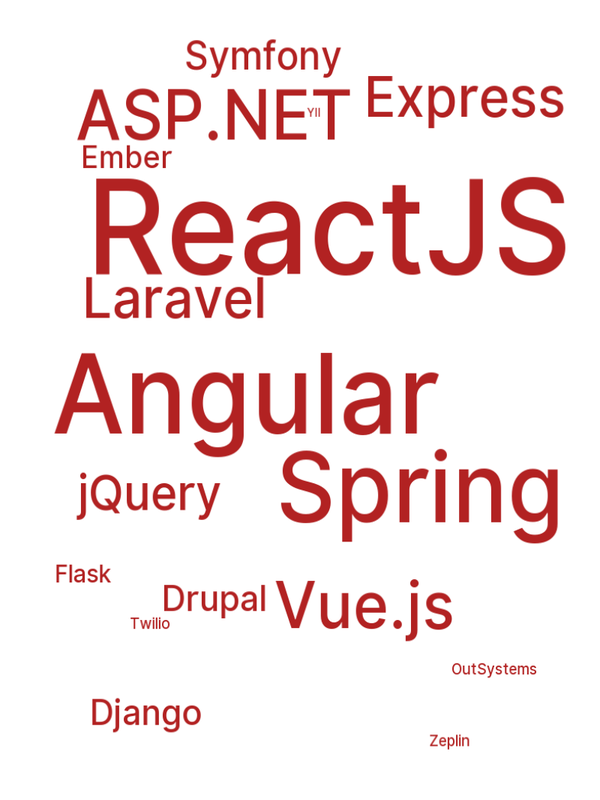 Symfony
Express
ASP.NET
YII
Ember
ReactJS
Laravel
Angular
Spring
jQuery
Flask
Drupal
Vue.js
Twilio
OutSystems
Django
Zeplin